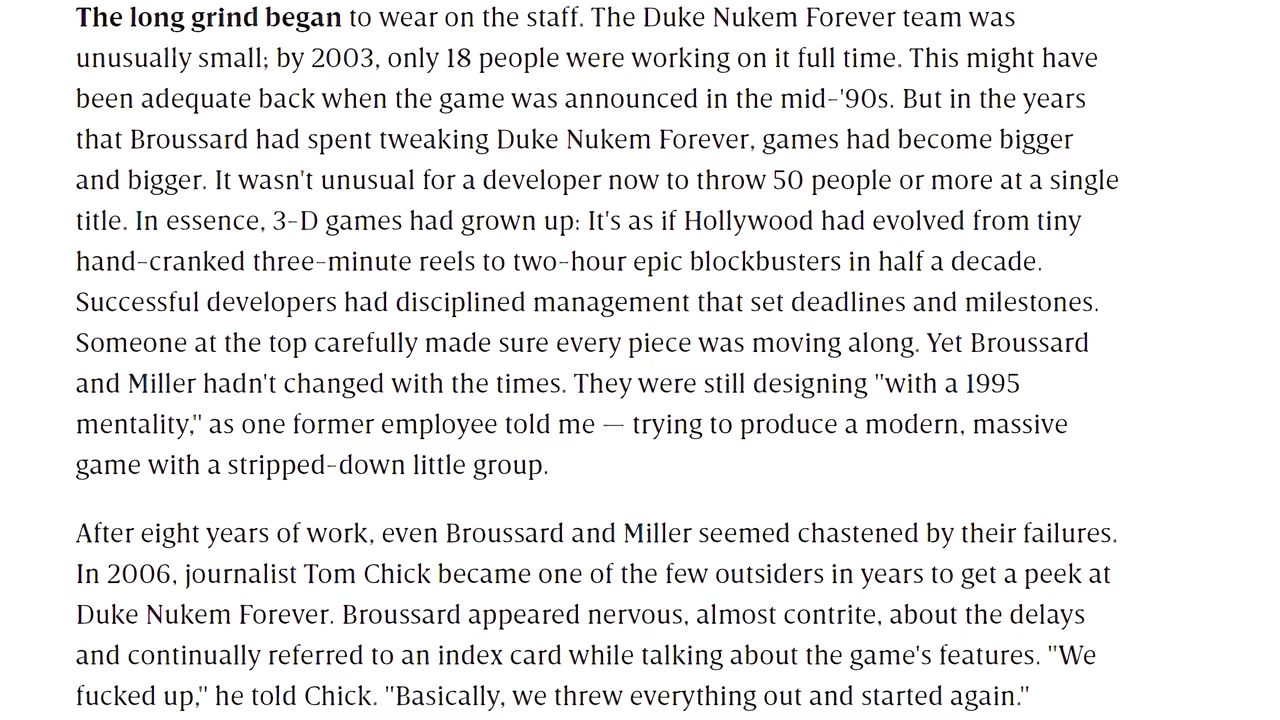 The long grind began to wear on the staff. The Duke Nukem Forever team was
unusually small; by 2003, only 18 people were working on it full time. This might have
been adequate back when the game was announced in the mid-'90s. But in the years
that Broussard had spent tweaking Duke Nukem Forever, games had become bigger
and bigger. It wasn't unusual for a developer now to throw 50 people or more at a single
title. In essence, 3-D games had grown up: It's as if Hollywood had evolved from tiny
hand-cranked three-minute reels to two-hour epic blockbusters in half a decade.
Successful developers had disciplined management that set deadlines and milestones.
Someone at the top carefully made sure every piece was moving along. Yet Broussard
and Miller hadn't changed with the times. They were still designing "with a 1995
mentality," as one former employee told me — trying to produce a modern, massive
game with a stripped-down little group.
After eight years of work, even Broussard and Miller seemed chastened by their failures.
In 2006, journalist Tom Chick became one of the few outsiders in years to get a peek at
Duke Nukem Forever. Broussard appeared nervous, almost contrite, about the delays
and continually referred to an index card while talking about the game's features. "We
fucked up," he told Chick. "Basically, we threw everything out and started again."